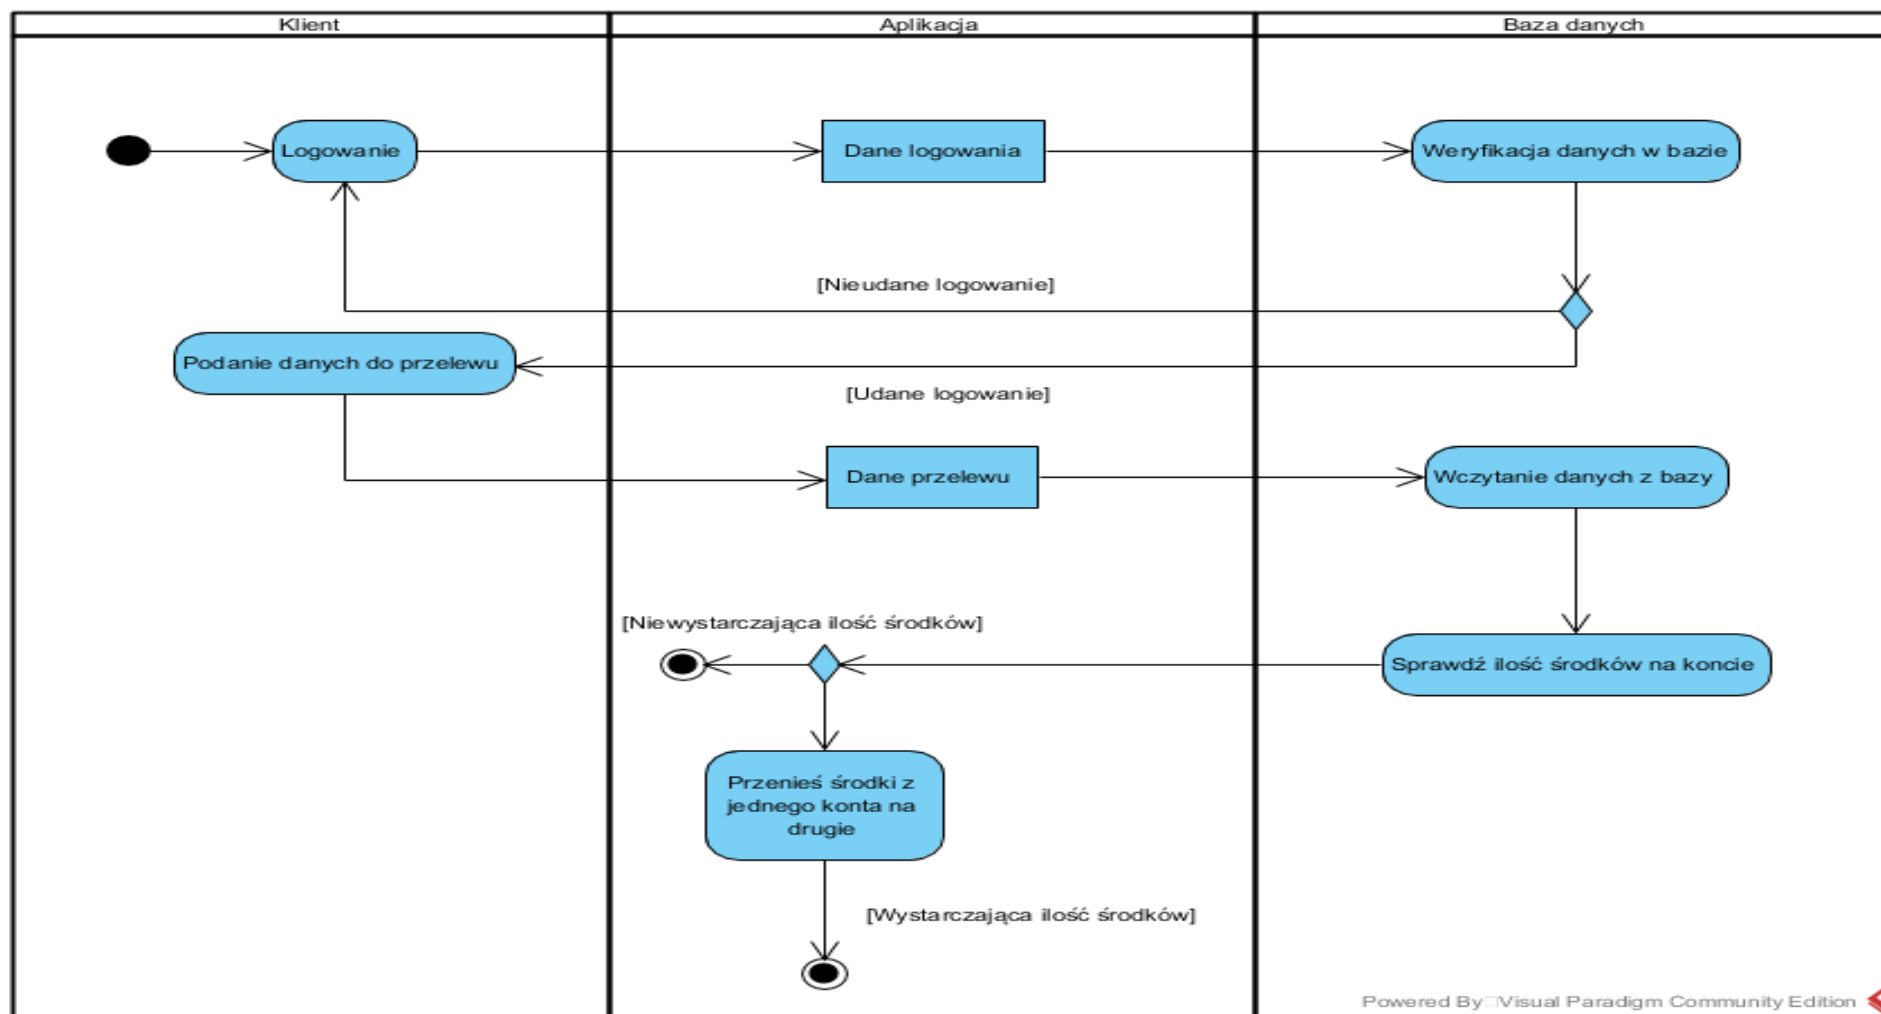 Klient
Aplikacja
Baza danych
Logowanie
Dane logowania
Weryfikacja danych w bazie
[Nieudane logowanie]
Podanie danych do przelewu
[Udane logowanie]
Dane przelewu
Wczytanie danych z bazy
[Niewystarczająca ilość środków]
Sprawdź ilość środków na koncie
Przenieś środki z
jednego konta na
drugie
[Wystarczająca ilość środków]
Powered By Visual Paradigm Community Edition